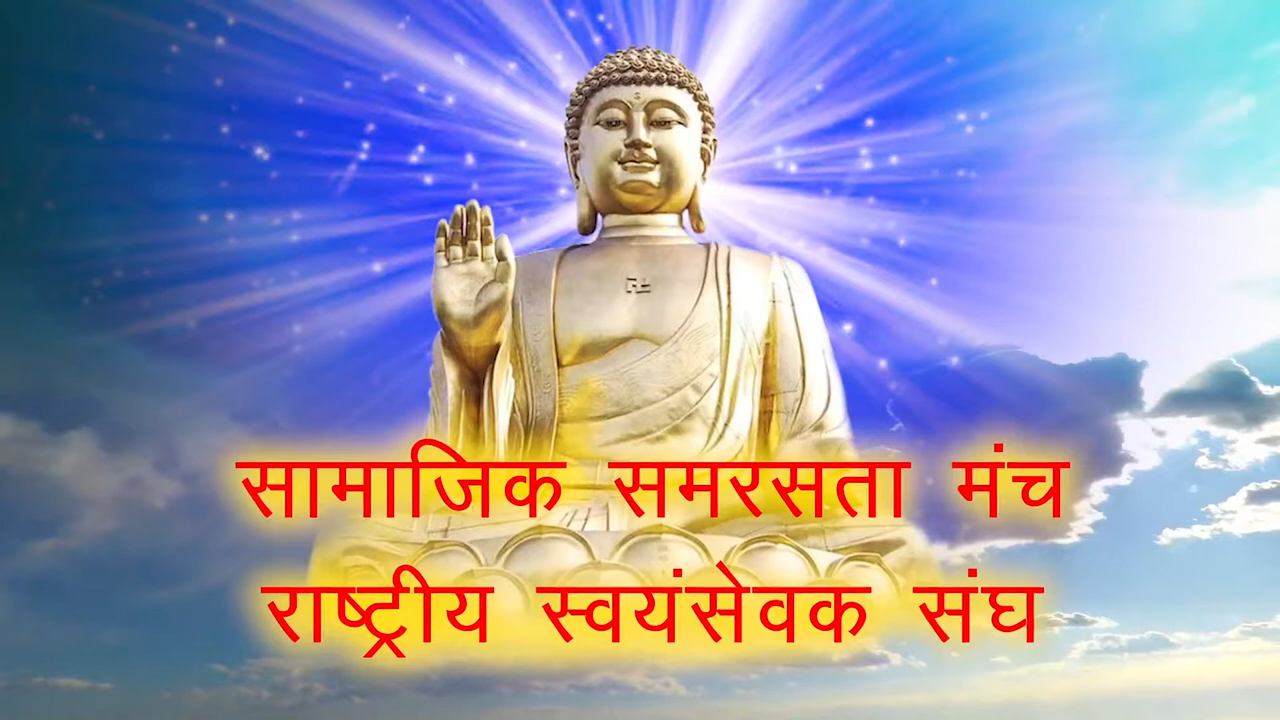 सामाजिक समरसता मंच
राष्ट्रीय स्वयंसेवक संघ